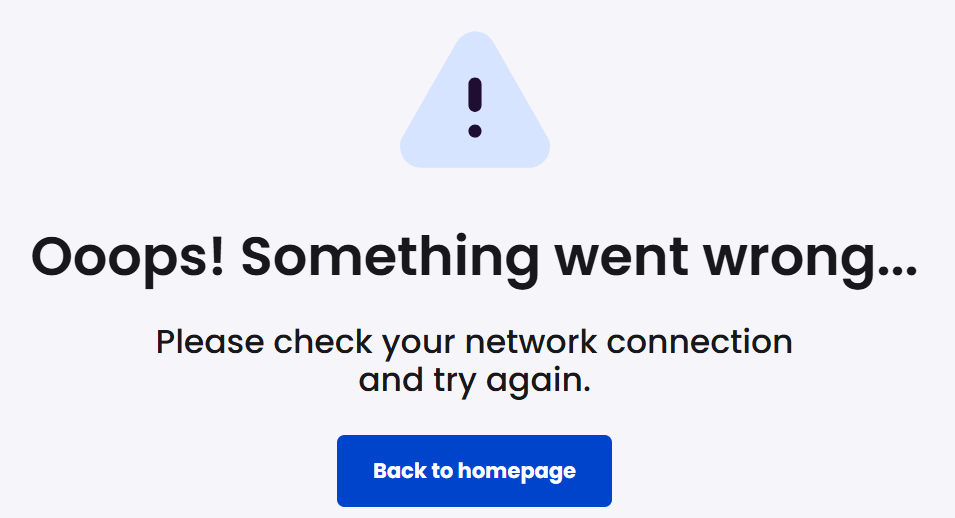 Ooops! Something went wrong...
Please check your network connection
and try again.
Back to homepage